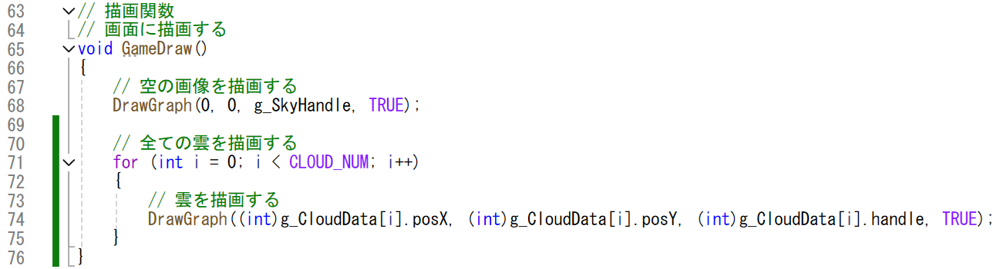 63 // 描画関数
64 // 画面に描画する
65 void GameDraw()
66 {
67 // 空の画像を描画する
68 DrawGraph(0, 0, g_SkyHandle, TRUE);
69
70 // 全ての雲を描画する
71 for (int i = 0; i < CLOUD_NUM; i++)
72 {
73 // 雲を描画する
74 DrawGraph((int)g_CloudData[i].posX, (int)g_CloudData[i].posY, (int)g_CloudData[i].handle, TRUE);
75 }
76 }